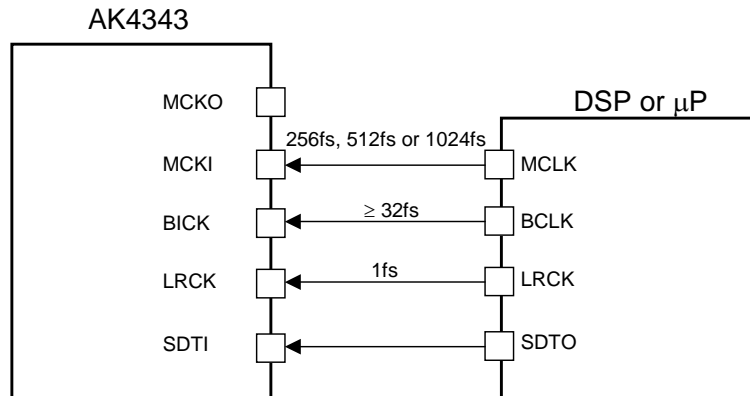 AK4343
DSP or μP
MCKO
256fs, 512fs or 1024fs
MCKI
MCLK
≥ 32fs
BICK
BCLK
1fs
LRCK
LRCK
SDTI
SDTO